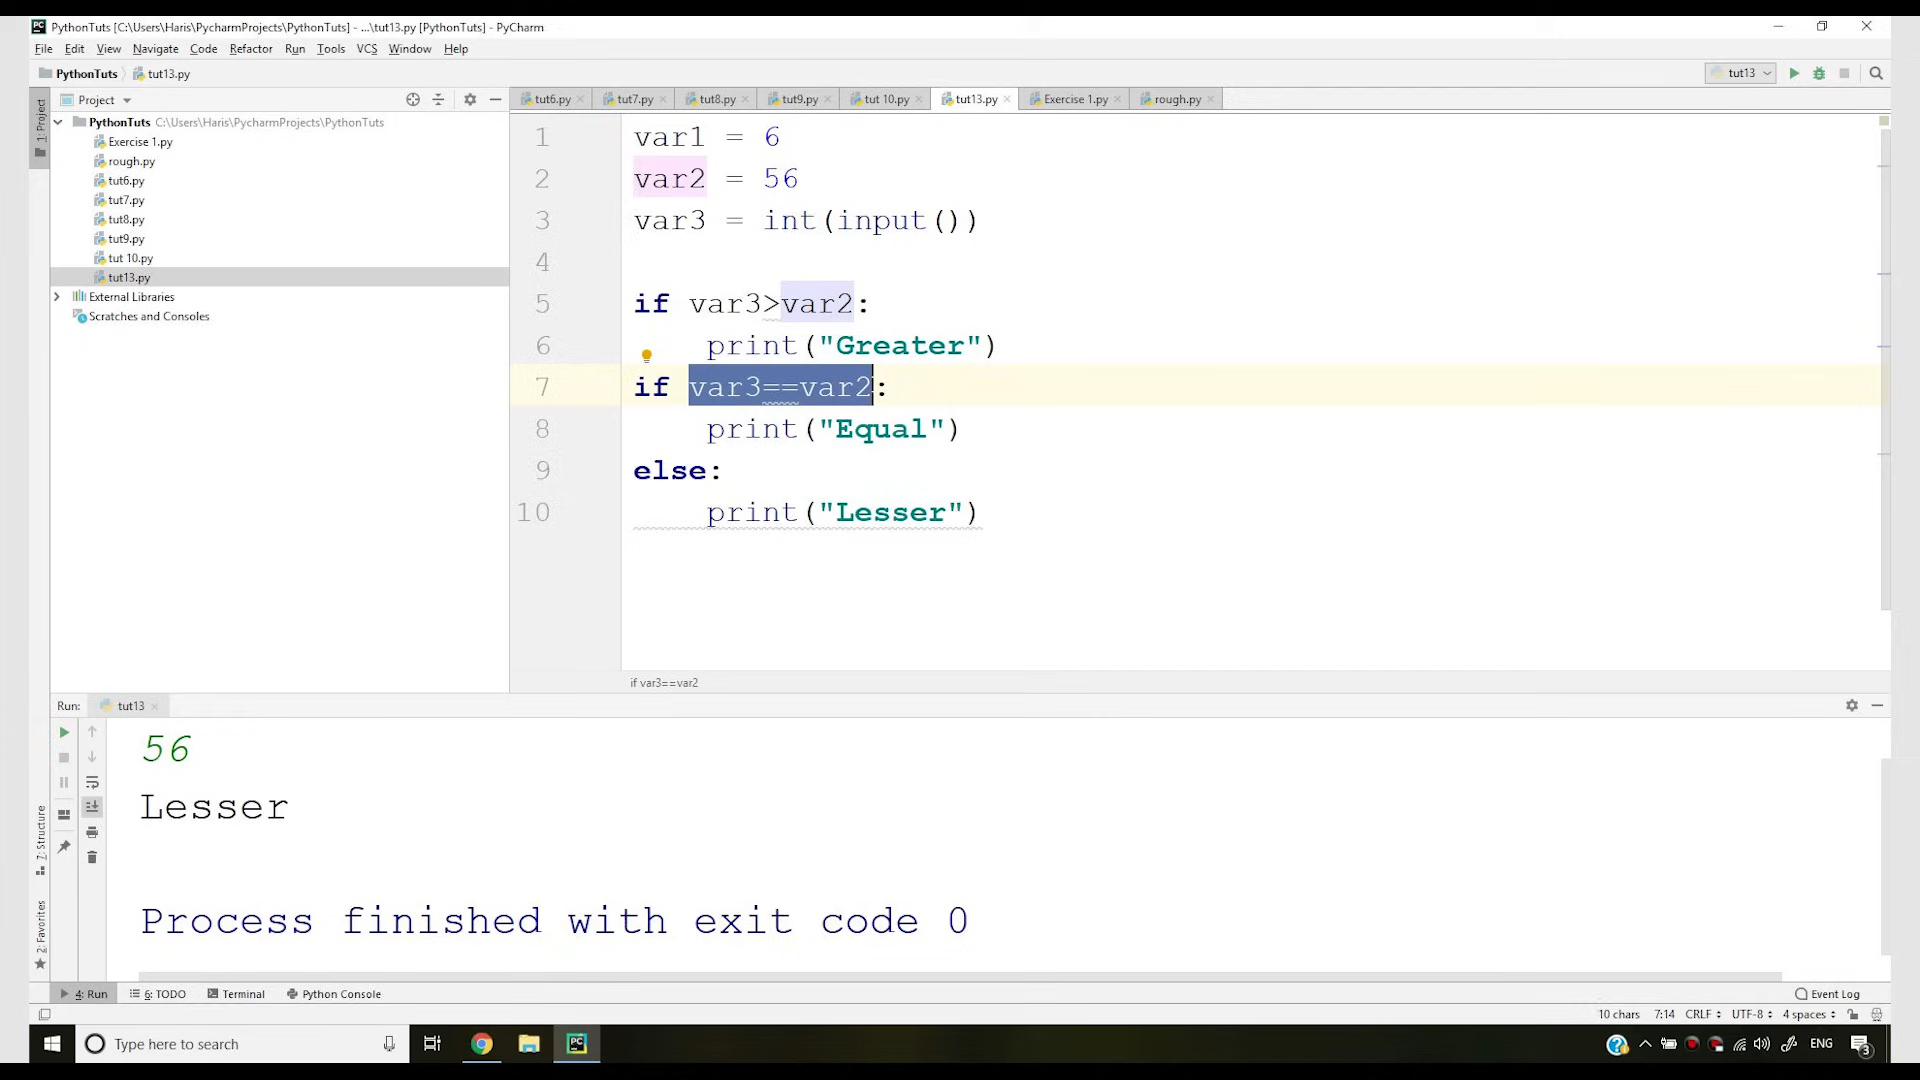 PythonTuts [C:\Users\Haris\PycharmProjects\PythonTuts] - ...\tut13.py [PythonTuts] - PyCharm
File Edit View Navigate Code Refactor Run Tools VCS Window Help
PythonTuts tut13.py
tut13
1: Project
Project
tut6.py tut7.py tut8.py tut9.py tut 10.py tut13.py Exercise 1.py rough.py
PythonTuts C:\Users\Haris\PycharmProjects\PythonTuts
Exercise 1.py
rough.py
tut6.py
tut7.py
tut8.py
tut9.py
tut 10.py
tut13.py
External Libraries
Scratches and Consoles
1 var1 = 6
2 var2 = 56
3 var3 = int(input())
4
5 if var3>var2:
6     print("Greater")
7 if var3==var2:
8     print("Equal")
9 else:
10     print("Lesser")
if var3==var2
Run: tut13
56
Lesser
Process finished with exit code 0
7: Structure
2: Favorites
4: Run 6: TODO Terminal Python Console Event Log
10 chars 7:14 CRLF UTF-8 4 spaces
Type here to search
ENG
3